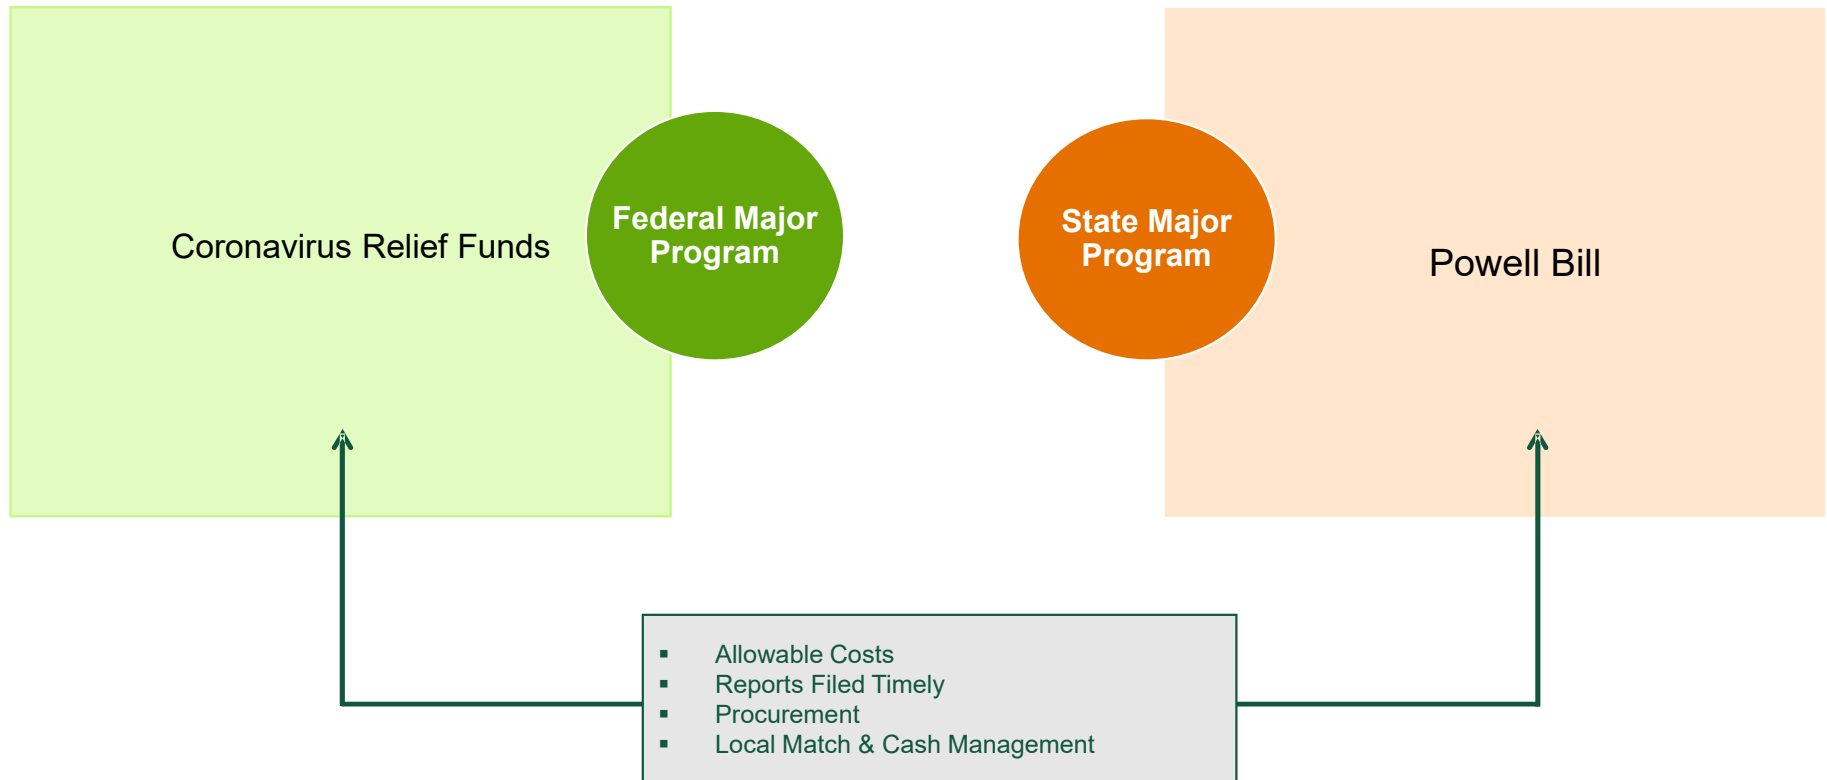 Coronavirus Relief Funds
Federal Major
Program
State Major
Program
Powell Bill
▪ Allowable Costs
▪ Reports Filed Timely
▪ Procurement
▪ Local Match & Cash Management